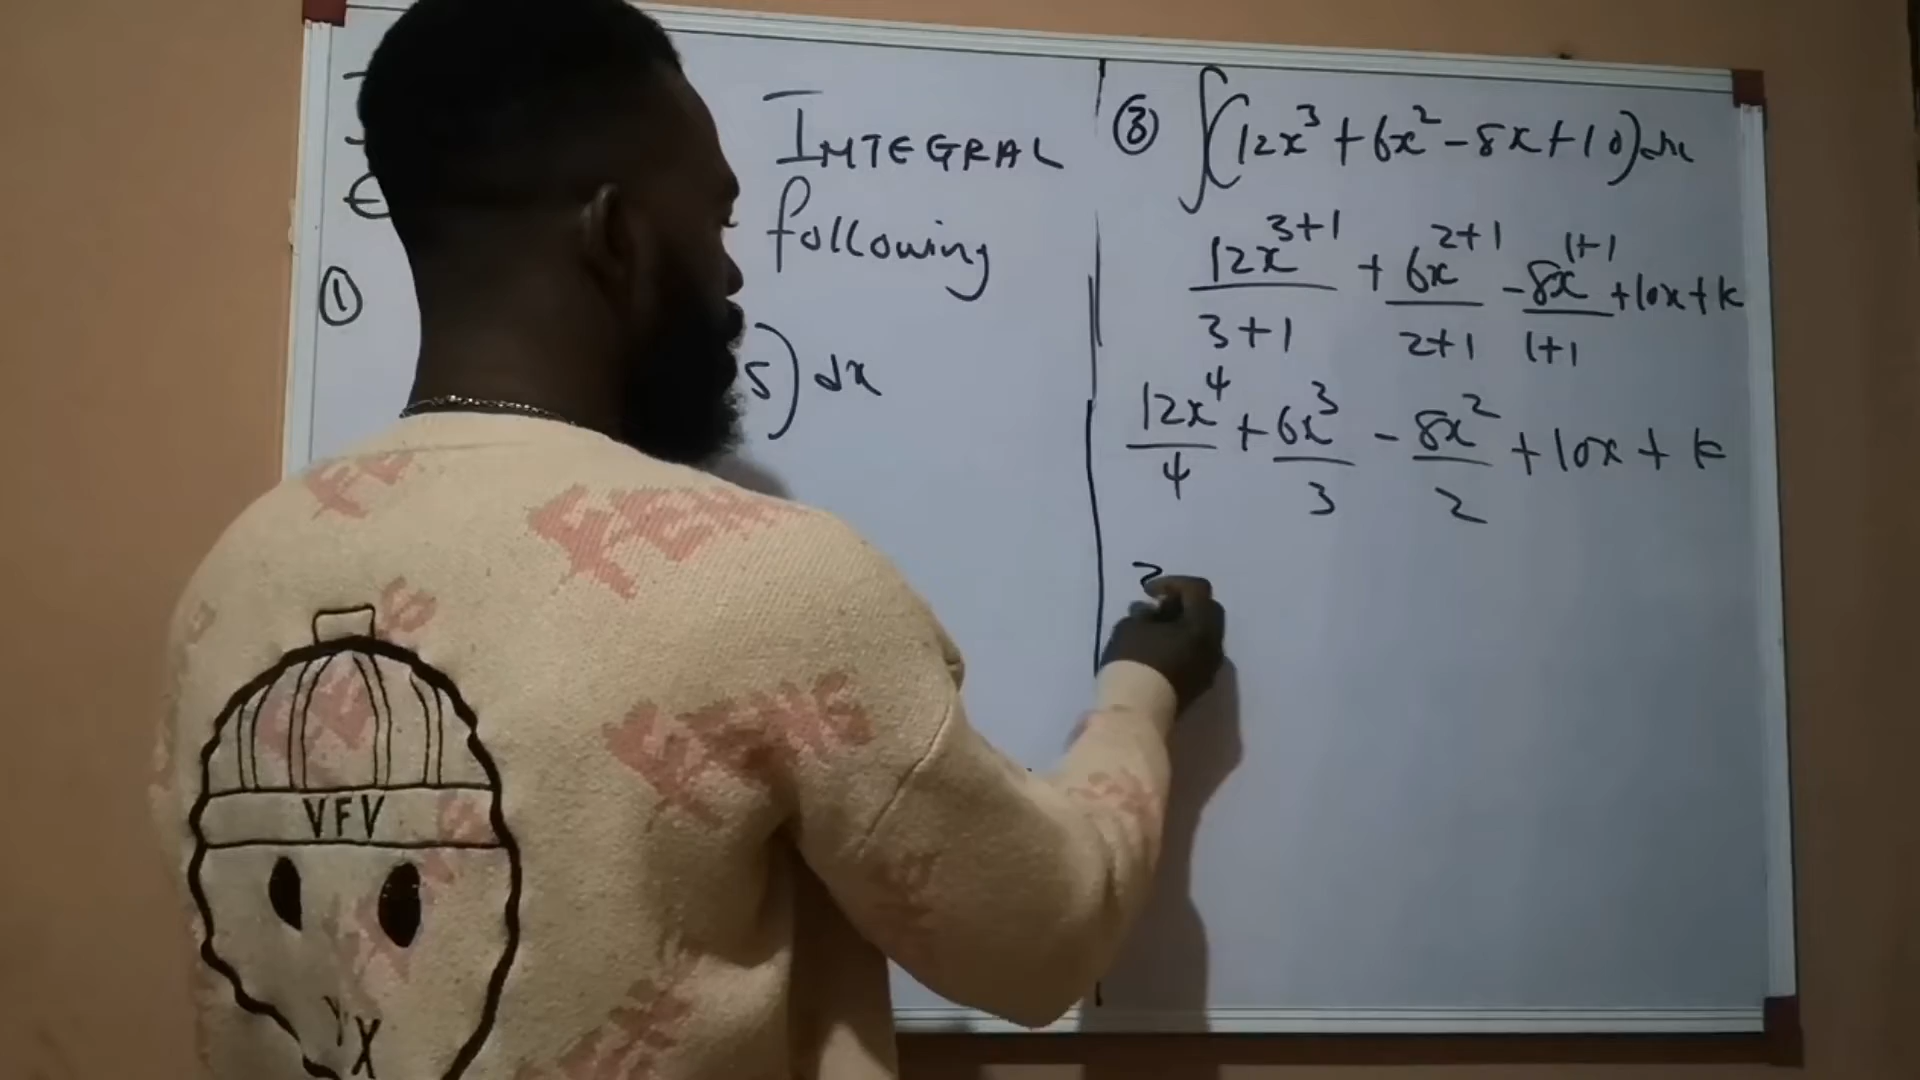 INTEGRAL
following
①
5) dx
③ ∫(12x³ + 6x² - 8x + 10)dx
12x^(3+1)/(3+1) + 6x^(2+1)/(2+1) - 8x^(1+1)/(1+1) + 10x + k
12x⁴/4 + 6x³/3 - 8x²/2 + 10x + k
VFV
X